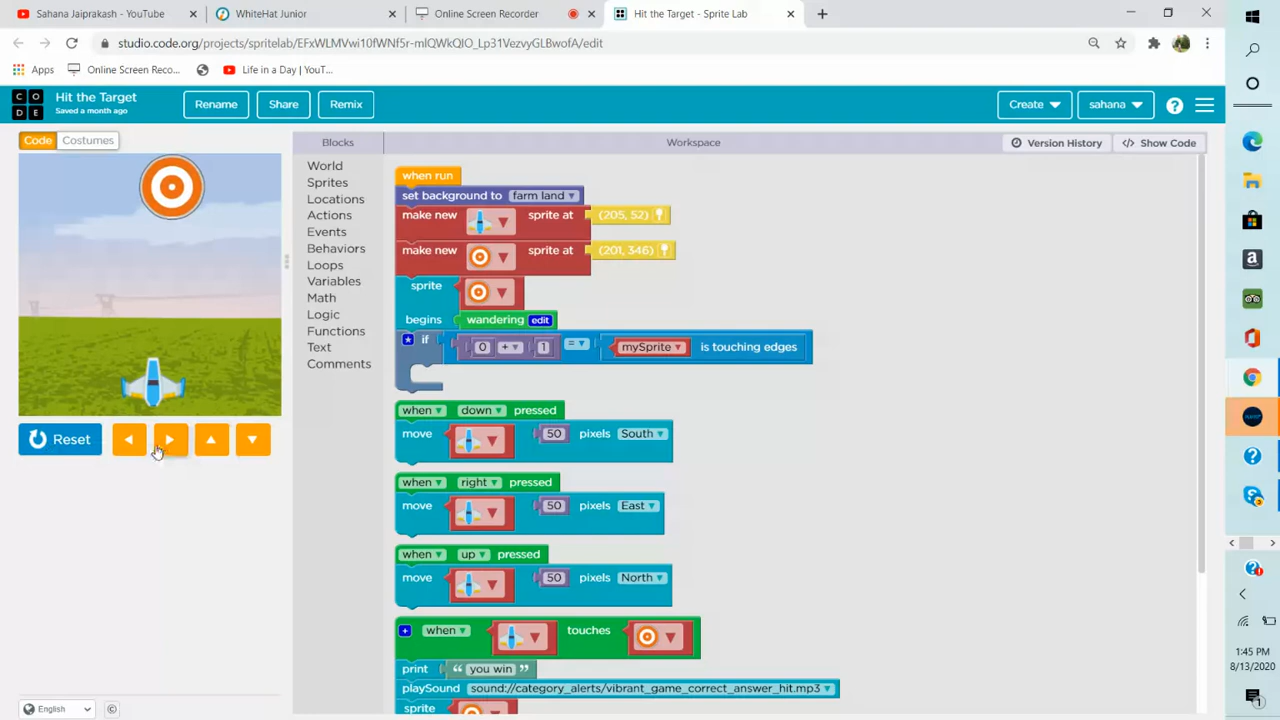 Sahana Jaiprakash - YouTube
WhiteHat Junior
Online Screen Recorder
Hit the Target - Sprite Lab
studio.code.org/projects/spritelab/EFxWLMVwi10fWNf5r-mlQWkQIO_Lp31VezvyGLBwofA/edit
Apps
Online Screen Reco...
Life in a Day | YouT...
CODE
Hit the Target
Saved a month ago
Rename
Share
Remix
Create
sahana
Code
Costumes
Blocks
Workspace
Version History
</> Show Code
World
Sprites
Locations
Actions
Events
Behaviors
Loops
Variables
Math
Logic
Functions
Text
Comments
when run
set background to farm land
make new sprite at (205, 52)
make new sprite at (201, 346)
sprite
begins wandering edit
if 0 + 1 = mySprite is touching edges
when down pressed
move 50 pixels South
when right pressed
move 50 pixels East
when up pressed
move 50 pixels North
when touches
print “ you win ”
playSound sound://category_alerts/vibrant_game_correct_answer_hit.mp3
sprite
Reset
English
1:45 PM
8/13/2020